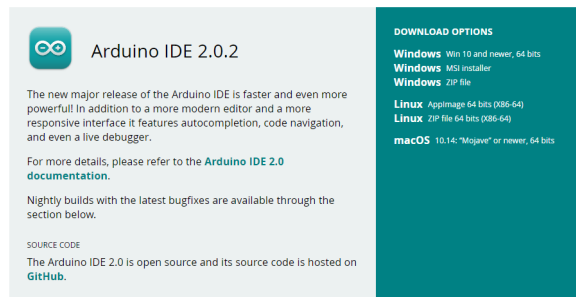 Arduino IDE 2.0.2
The new major release of the Arduino IDE is faster and even more
powerful! In addition to a more modern editor and a more
responsive interface it features autocompletion, code navigation,
and even a live debugger.
For more details, please refer to the Arduino IDE 2.0
documentation.
Nightly builds with the latest bugfixes are available through the
section below.
SOURCE CODE
The Arduino IDE 2.0 is open source and its source code is hosted on
GitHub.
DOWNLOAD OPTIONS
Windows Win 10 and newer, 64 bits
Windows MSI installer
Windows ZIP file
Linux AppImage 64 bits (X86-64)
Linux ZIP file 64 bits (X86-64)
macOS 10.14: “Mojave” or newer, 64 bits